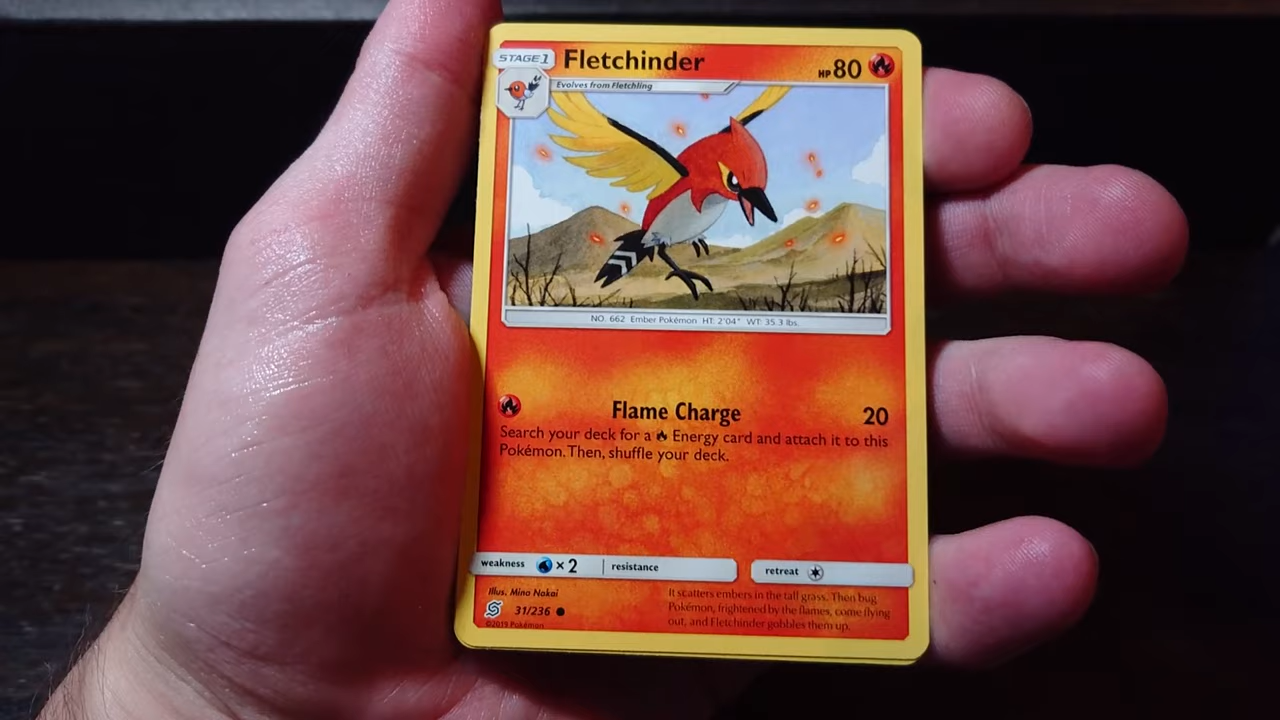 STAGE 1
Fletchinder
HP 80
Evolves from Fletchling
NO. 662 Ember Pokémon HT: 2'04" WT: 35.3 lbs.
Flame Charge 20
Search your deck for a Energy card and attach it to this
Pokémon. Then, shuffle your deck.
weakness ×2 resistance retreat
Illus. Mina Nakai
31/236
©2019 Pokémon
It scatters embers in the tall grass. Then bug
Pokémon, frightened by the flames, come flying
out, and Fletchinder gobbles them up.